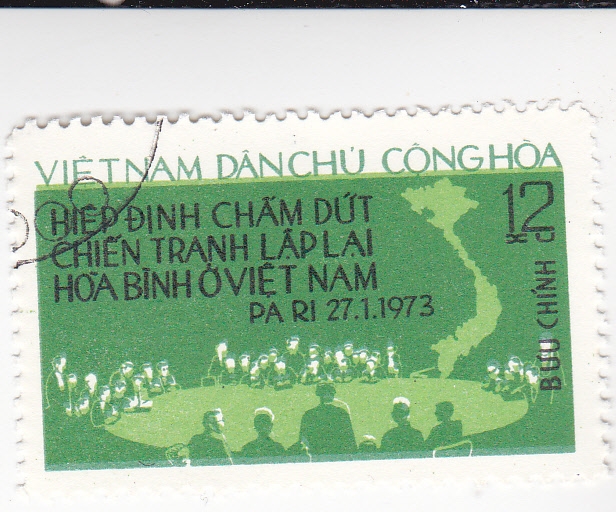 VIỆT NAM DÂN CHỦ CỘNG HÒA
HIỆP ĐỊNH CHẤM DỨT
CHIẾN TRANH LẬP LẠI
HÒA BÌNH Ở VIỆT NAM
PA RI 27.1.1973
12
XU
BƯU CHÍNH